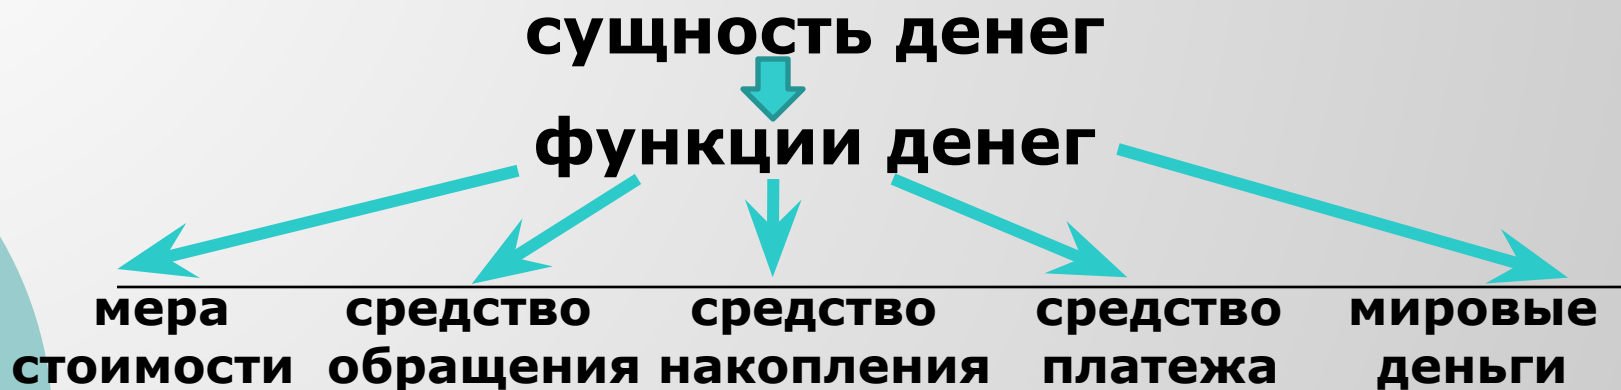 сущность денег
функции денег
мера средство средство средство мировые
стоимости обращения накопления платежа деньги